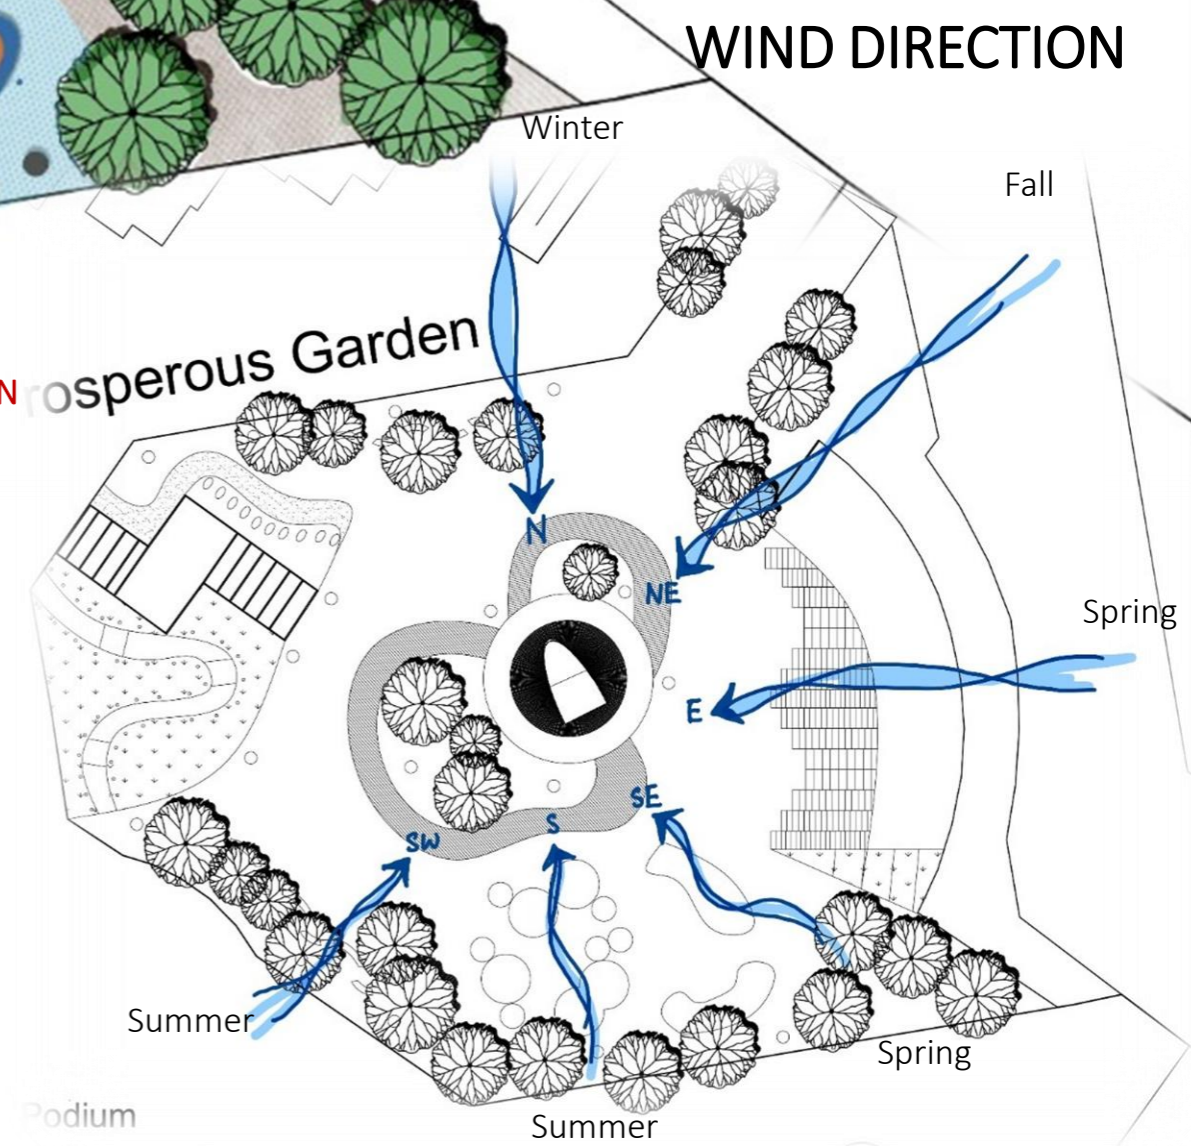 WIND DIRECTION
Winter
Fall
rosperous Garden
N
N
NE
Spring
E
SE
S
SW
Summer
Spring
Podium
Summer